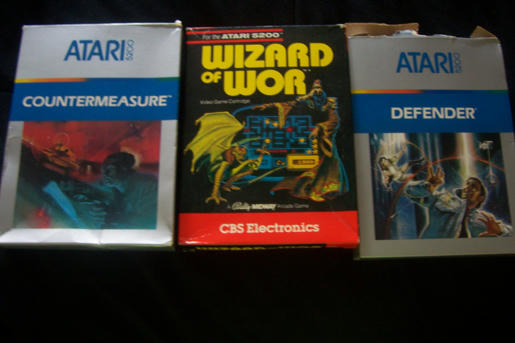 ATARI 5200
COUNTERMEASURE™
For the ATARI 5200
WIZARD
OF WOR
Video Game Cartridge
A Bally MIDWAY Arcade Game
CBS Electronics
ATARI 5200
DEFENDER